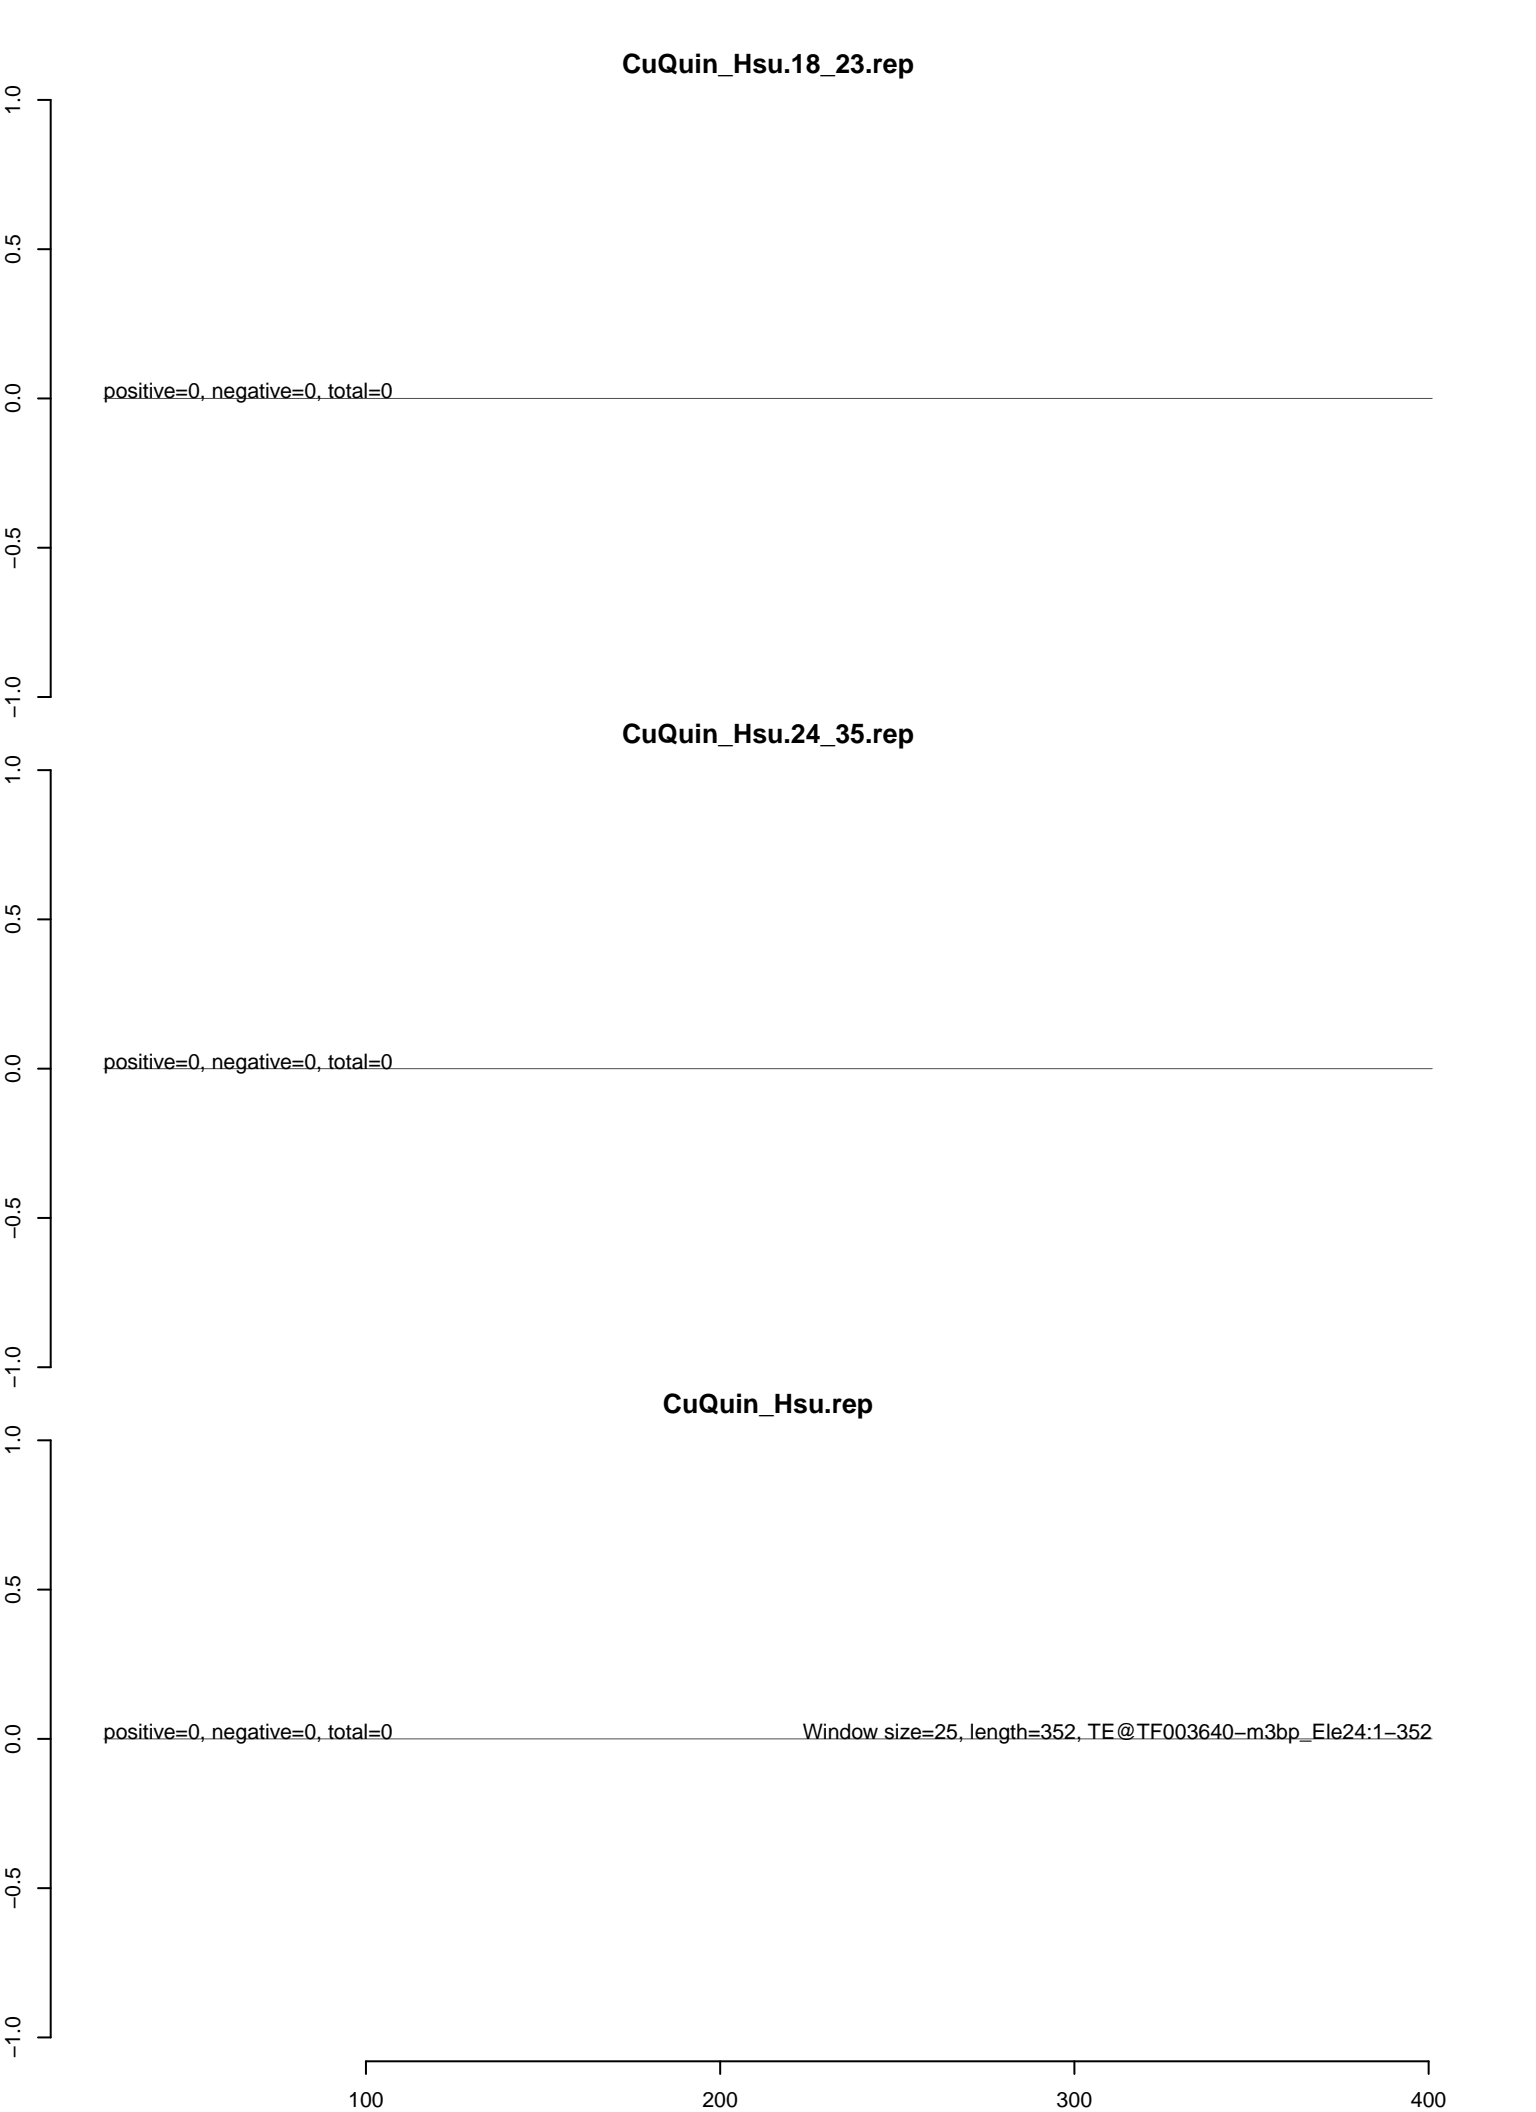 CuQuin_Hsu.18_23.rep
1.0
0.5
0.0
−0.5
−1.0
positive=0, negative=0, total=0
CuQuin_Hsu.24_35.rep
1.0
0.5
0.0
−0.5
−1.0
positive=0, negative=0, total=0
CuQuin_Hsu.rep
1.0
0.5
0.0
−0.5
−1.0
positive=0, negative=0, total=0
Window size=25, length=352, TE@TF003640−m3bp_Ele24:1−352
100 200 300 400